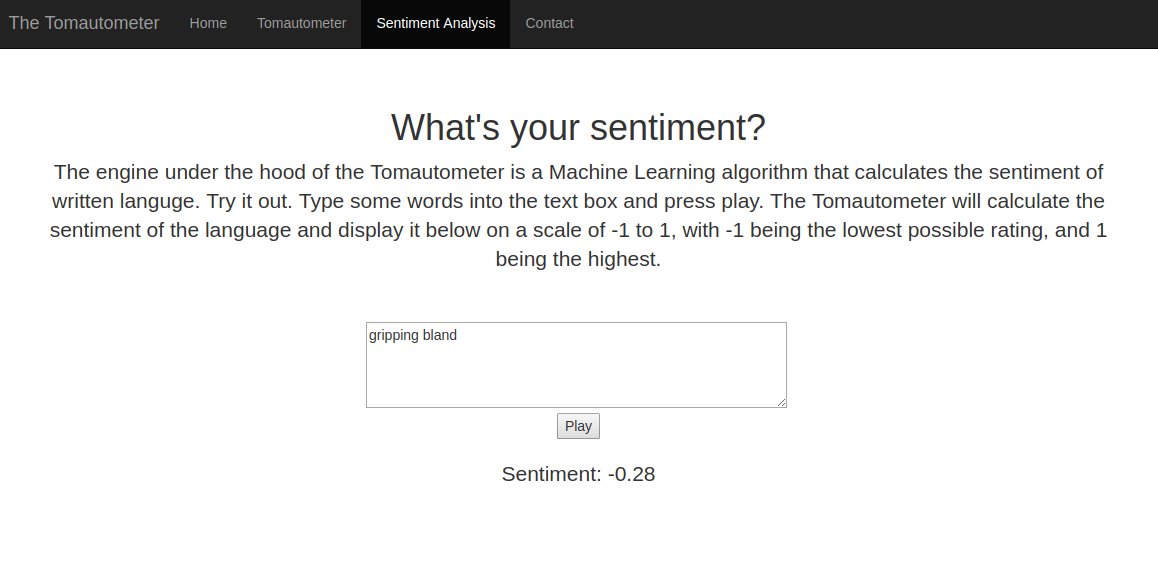 The Tomautometer Home Tomautometer Sentiment Analysis Contact
What's your sentiment?
The engine under the hood of the Tomautometer is a Machine Learning algorithm that calculates the sentiment of
written languge. Try it out. Type some words into the text box and press play. The Tomautometer will calculate the
sentiment of the language and display it below on a scale of -1 to 1, with -1 being the lowest possible rating, and 1
being the highest.
gripping bland
Play
Sentiment: -0.28